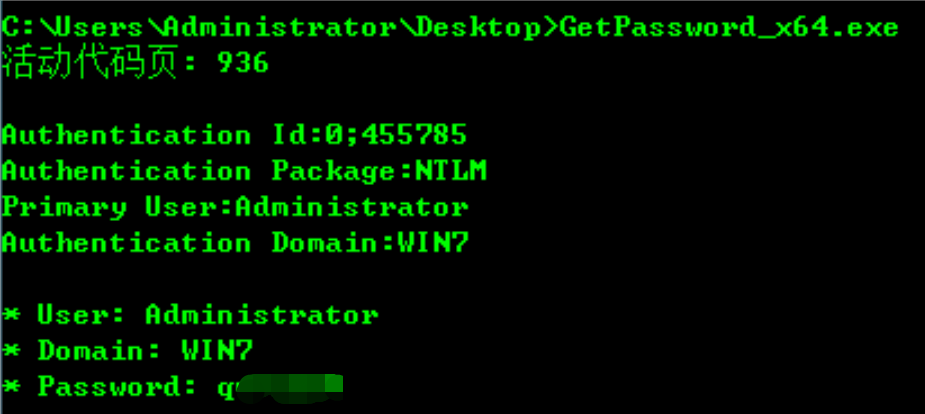 C:\Users\Administrator\Desktop>GetPassword_x64.exe
活动代码页: 936
Authentication Id:0;455785
Authentication Package:NTLM
Primary User:Administrator
Authentication Domain:WIN7
* User: Administrator
* Domain: WIN7
* Password: